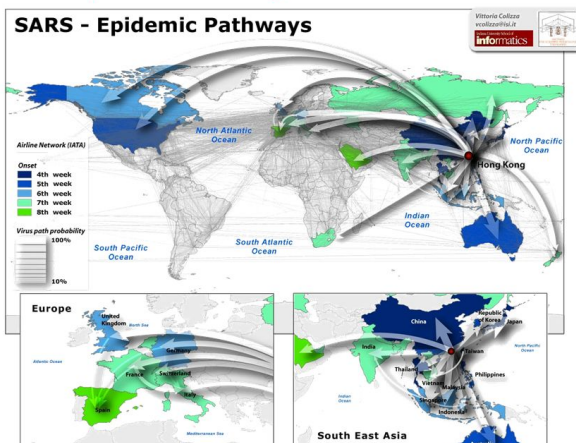 SARS - Epidemic Pathways
Vittoria Colizza
vcolizza@isi.it
informatics
North Atlantic
Ocean
North Pacific
Ocean
Hong Kong
Airline Network (IATA)
Onset
4th week
5th week
6th week
7th week
8th week
Virus path probability
100%
10%
Indian
Ocean
South Pacific
Ocean
South Atlantic
Ocean
Europe
United
Kingdom
North Sea
Atlantic Ocean
Germany
France
Switzerland
Italy
Spain
Mediterranean Sea
Republic
of Korea
Japan
China
North Pacific
Ocean
India
Taiwan
Thailand
Vietnam
Philippines
Malaysia
Singapore
Indonesia
Indian
Ocean
South East Asia